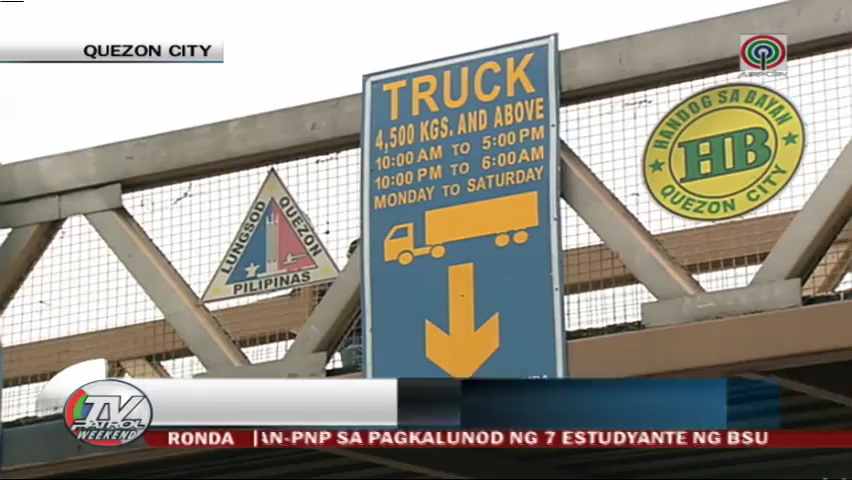 QUEZON CITY
TRUCK
4,500 KGS. AND ABOVE
10:00 AM TO 5:00 PM
10:00 PM TO 6:00 AM
MONDAY TO SATURDAY
LUNGSOD QUEZON
PILIPINAS
HANDOG SA BAYAN
HB
QUEZON CITY
TV
PATROL
WEEKEND
RONDA
AN-PNP SA PAGKALUNOD NG 7 ESTUDYANTE NG BSU